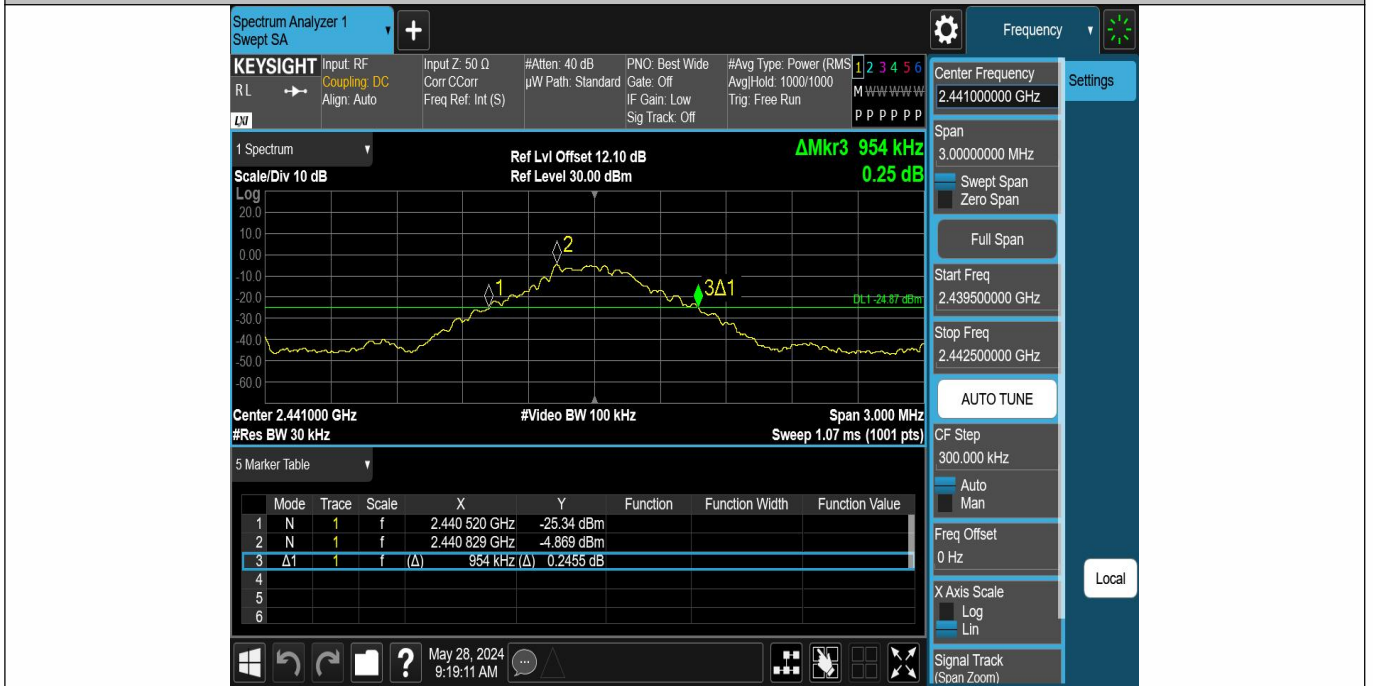 Spectrum Analyzer 1
Swept SA
+
Frequency
KEYSIGHT
RL
LXI
Input: RF
Coupling: DC
Align: Auto
Input Z: 50 Ω
Corr CCorr
Freq Ref: Int (S)
#Atten: 40 dB
µW Path: Standard
PNO: Best Wide
Gate: Off
IF Gain: Low
Sig Track: Off
#Avg Type: Power (RMS
Avg|Hold: 1000/1000
Trig: Free Run
1 2 3 4 5 6
M W W W W W
P P P P P P
1 Spectrum
Scale/Div 10 dB
Ref Lvl Offset 12.10 dB
Ref Level 30.00 dBm
ΔMkr3 954 kHz
0.25 dB
Log
20.0
10.0
0.00
-10.0
-20.0
-30.0
-40.0
-50.0
-60.0
2
1
3Δ1
DL1 -24.87 dBm
Center 2.441000 GHz
#Video BW 100 kHz
Span 3.000 MHz
#Res BW 30 kHz
Sweep 1.07 ms (1001 pts)
5 Marker Table
Mode Trace Scale X Y Function Function Width Function Value
1 N 1 f 2.440 520 GHz -25.34 dBm
2 N 1 f 2.440 829 GHz -4.869 dBm
3 Δ1 1 f (Δ) 954 kHz (Δ) 0.2455 dB
4
5
6
?
May 28, 2024
9:19:11 AM
Center Frequency
2.441000000 GHz
Settings
Span
3.00000000 MHz
Swept Span
Zero Span
Full Span
Start Freq
2.439500000 GHz
Stop Freq
2.442500000 GHz
AUTO TUNE
CF Step
300.000 kHz
Auto
Man
Freq Offset
0 Hz
X Axis Scale
Log
Lin
Local
Signal Track
(Span Zoom)